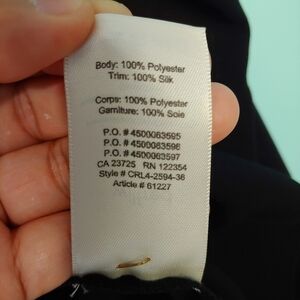 Body: 100% Polyester
Trim: 100% Silk
Corps: 100% Polyester
Garniture: 100% Soie
P.O. # 4500063595
P.O. # 4500063596
P.O. # 4500063597
CA 23725 RN 122354
Style # CRL4-2594-36
Article # 61227